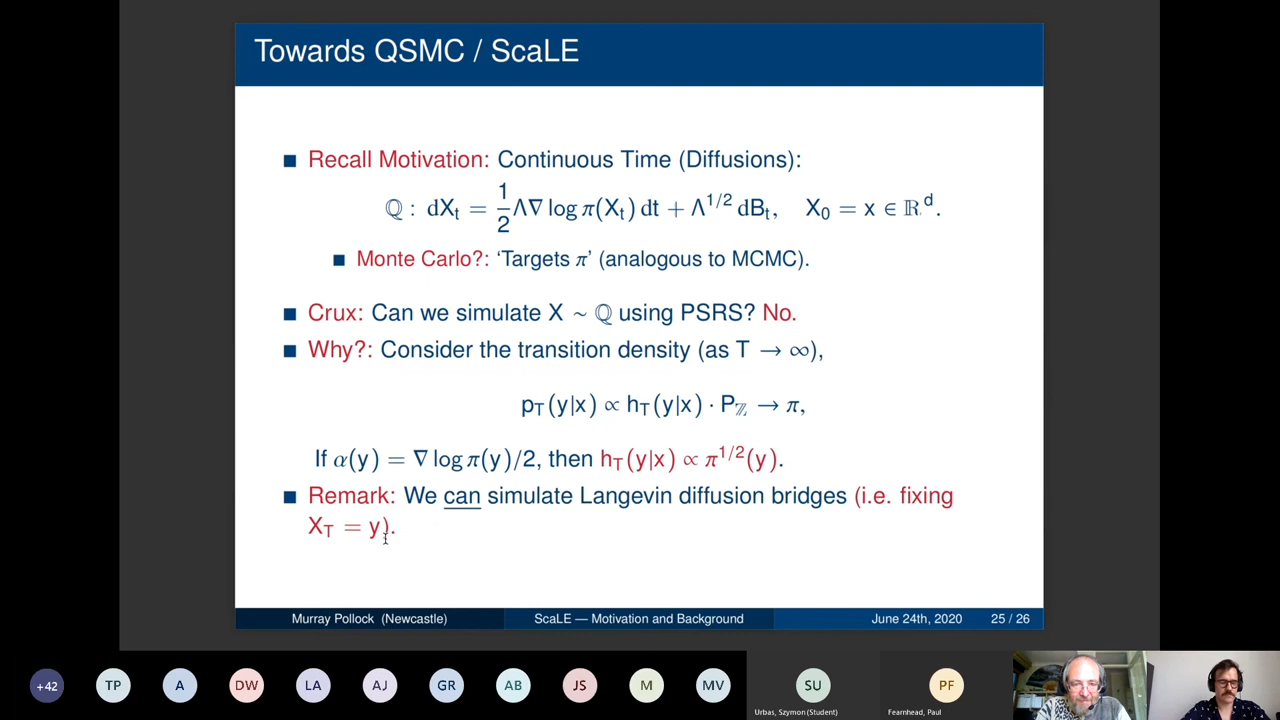 Towards QSMC / ScaLE
■ Recall Motivation: Continuous Time (Diffusions):
ℚ : dX_t = 1/2 Λ∇ log π(X_t) dt + Λ^{1/2} dB_t,   X_0 = x ∈ ℝ^d.
■ Monte Carlo?: ‘Targets π’ (analogous to MCMC).
■ Crux: Can we simulate X ∼ ℚ using PSRS? No.
■ Why?: Consider the transition density (as T → ∞),
p_T(y|x) ∝ h_T(y|x) · P_ℤ → π,
If α(y) = ∇ log π(y)/2, then h_T(y|x) ∝ π^{1/2}(y).
■ Remark: We can simulate Langevin diffusion bridges (i.e. fixing
X_T = y).
Murray Pollock (Newcastle) ScaLE — Motivation and Background June 24th, 2020 25 / 26
+42 TP A DW LA AJ GR AB JS M MV SU PF
Urbas, Szymon (Student) Fearnhead, Paul